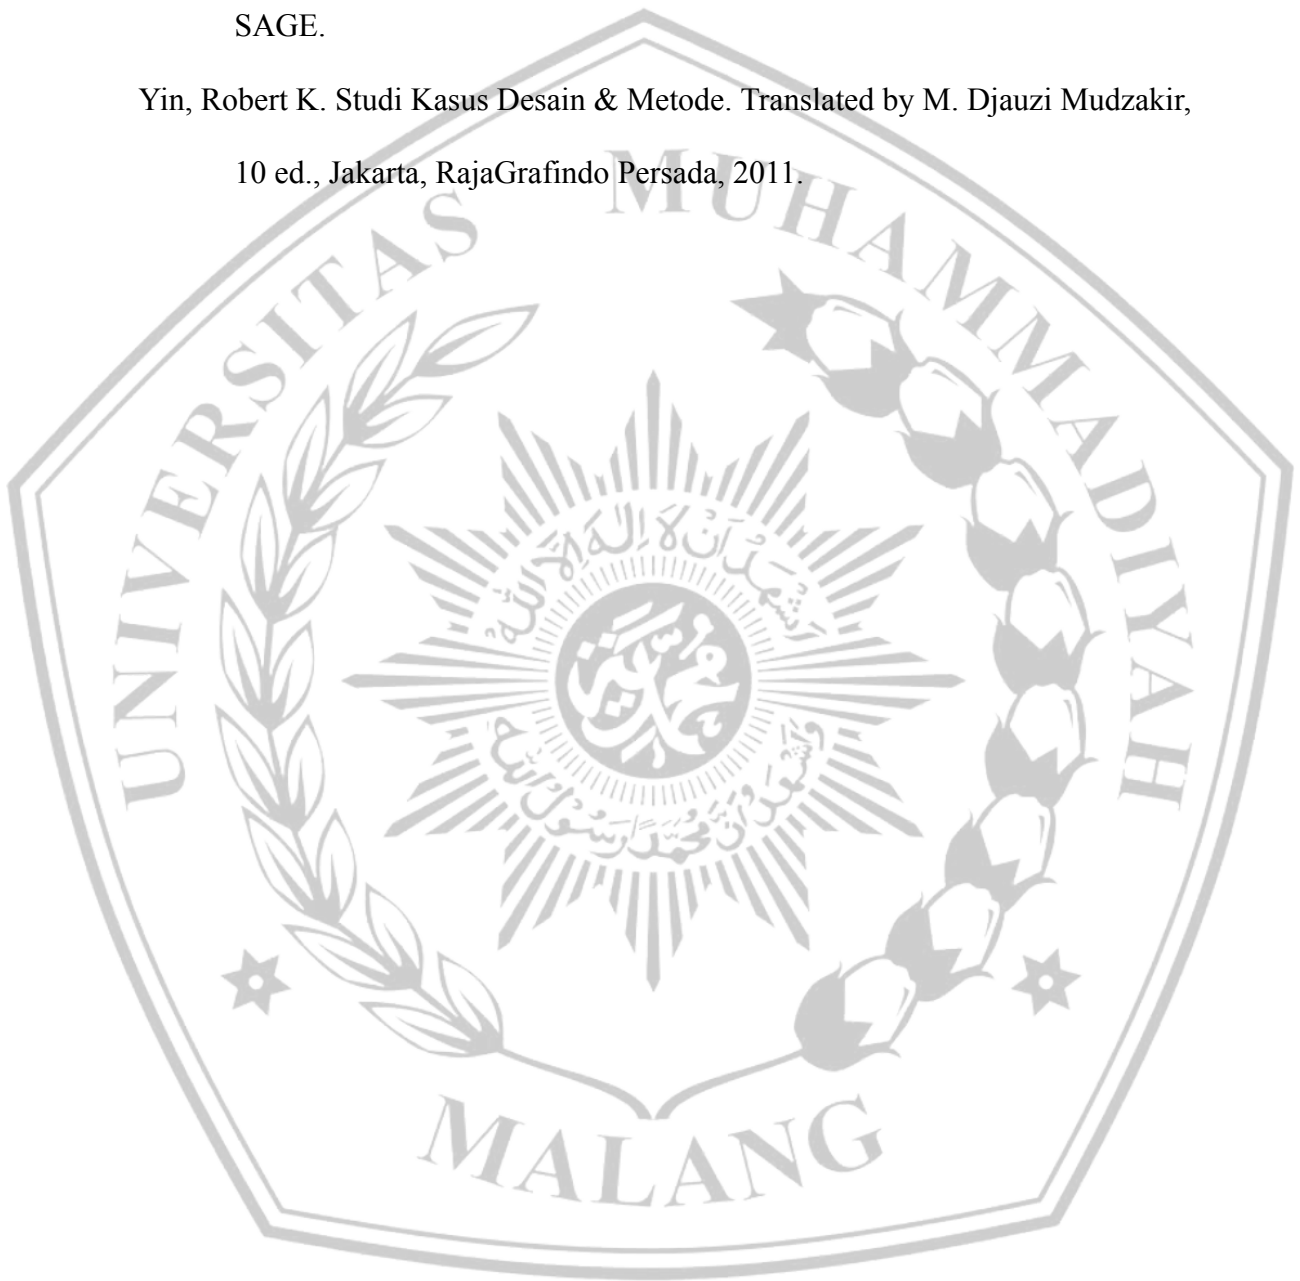 SAGE.
Yin, Robert K. Studi Kasus Desain & Metode. Translated by M. Djauzi Mudzakir,
10 ed., Jakarta, RajaGrafindo Persada, 2011.
UNIVERSITAS MUHAMMADIYAH
MALANG